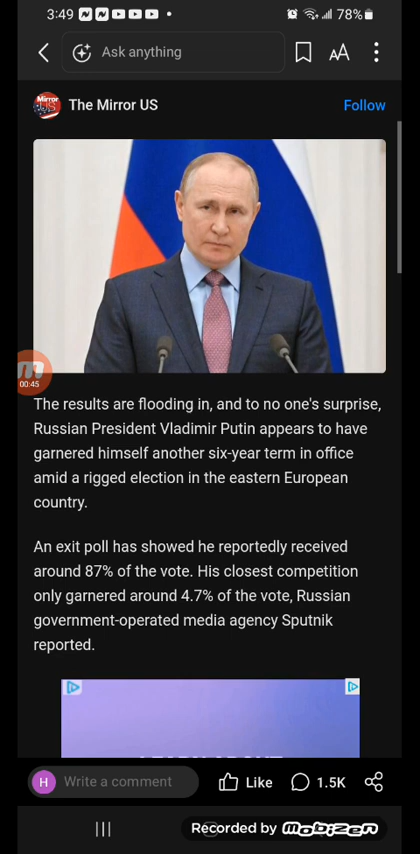 3:49 78%
Ask anything AA
Mirror US The Mirror US Follow
00:45
The results are flooding in, and to no one's surprise,
Russian President Vladimir Putin appears to have
garnered himself another six-year term in office
amid a rigged election in the eastern European
country.
An exit poll has showed he reportedly received
around 87% of the vote. His closest competition
only garnered around 4.7% of the vote, Russian
government-operated media agency Sputnik
reported.
H Write a comment Like 1.5K
Recorded by mobizen